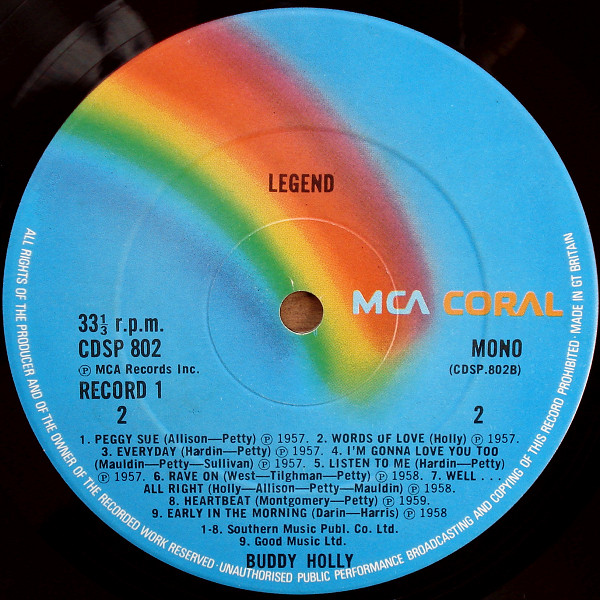 LEGEND
MCA CORAL
33⅓ r.p.m.
CDSP 802
℗ MCA Records Inc.
RECORD 1
2
MONO
(CDSP.802B)
2
1. PEGGY SUE (Allison—Petty) ℗ 1957. 2. WORDS OF LOVE (Holly) ℗ 1957.
3. EVERYDAY (Hardin—Petty) ℗ 1957. 4. I'M GONNA LOVE YOU TOO
(Mauldin—Petty—Sullivan) ℗ 1957. 5. LISTEN TO ME (Hardin—Petty)
℗ 1957. 6. RAVE ON (West—Tilghman—Petty) ℗ 1958. 7. WELL . . .
ALL RIGHT (Holly—Allison—Petty—Mauldin) ℗ 1958.
8. HEARTBEAT (Montgomery—Petty) ℗ 1959.
9. EARLY IN THE MORNING (Darin—Harris) ℗ 1958
1-8. Southern Music Publ. Co. Ltd.
9. Good Music Ltd.
BUDDY HOLLY
ALL RIGHTS OF THE PRODUCER AND OF THE OWNER OF THE RECORDED WORK RESERVED · UNAUTHORISED PUBLIC PERFORMANCE BROADCASTING AND COPYING OF THIS RECORD PROHIBITED · MADE IN GT BRITAIN